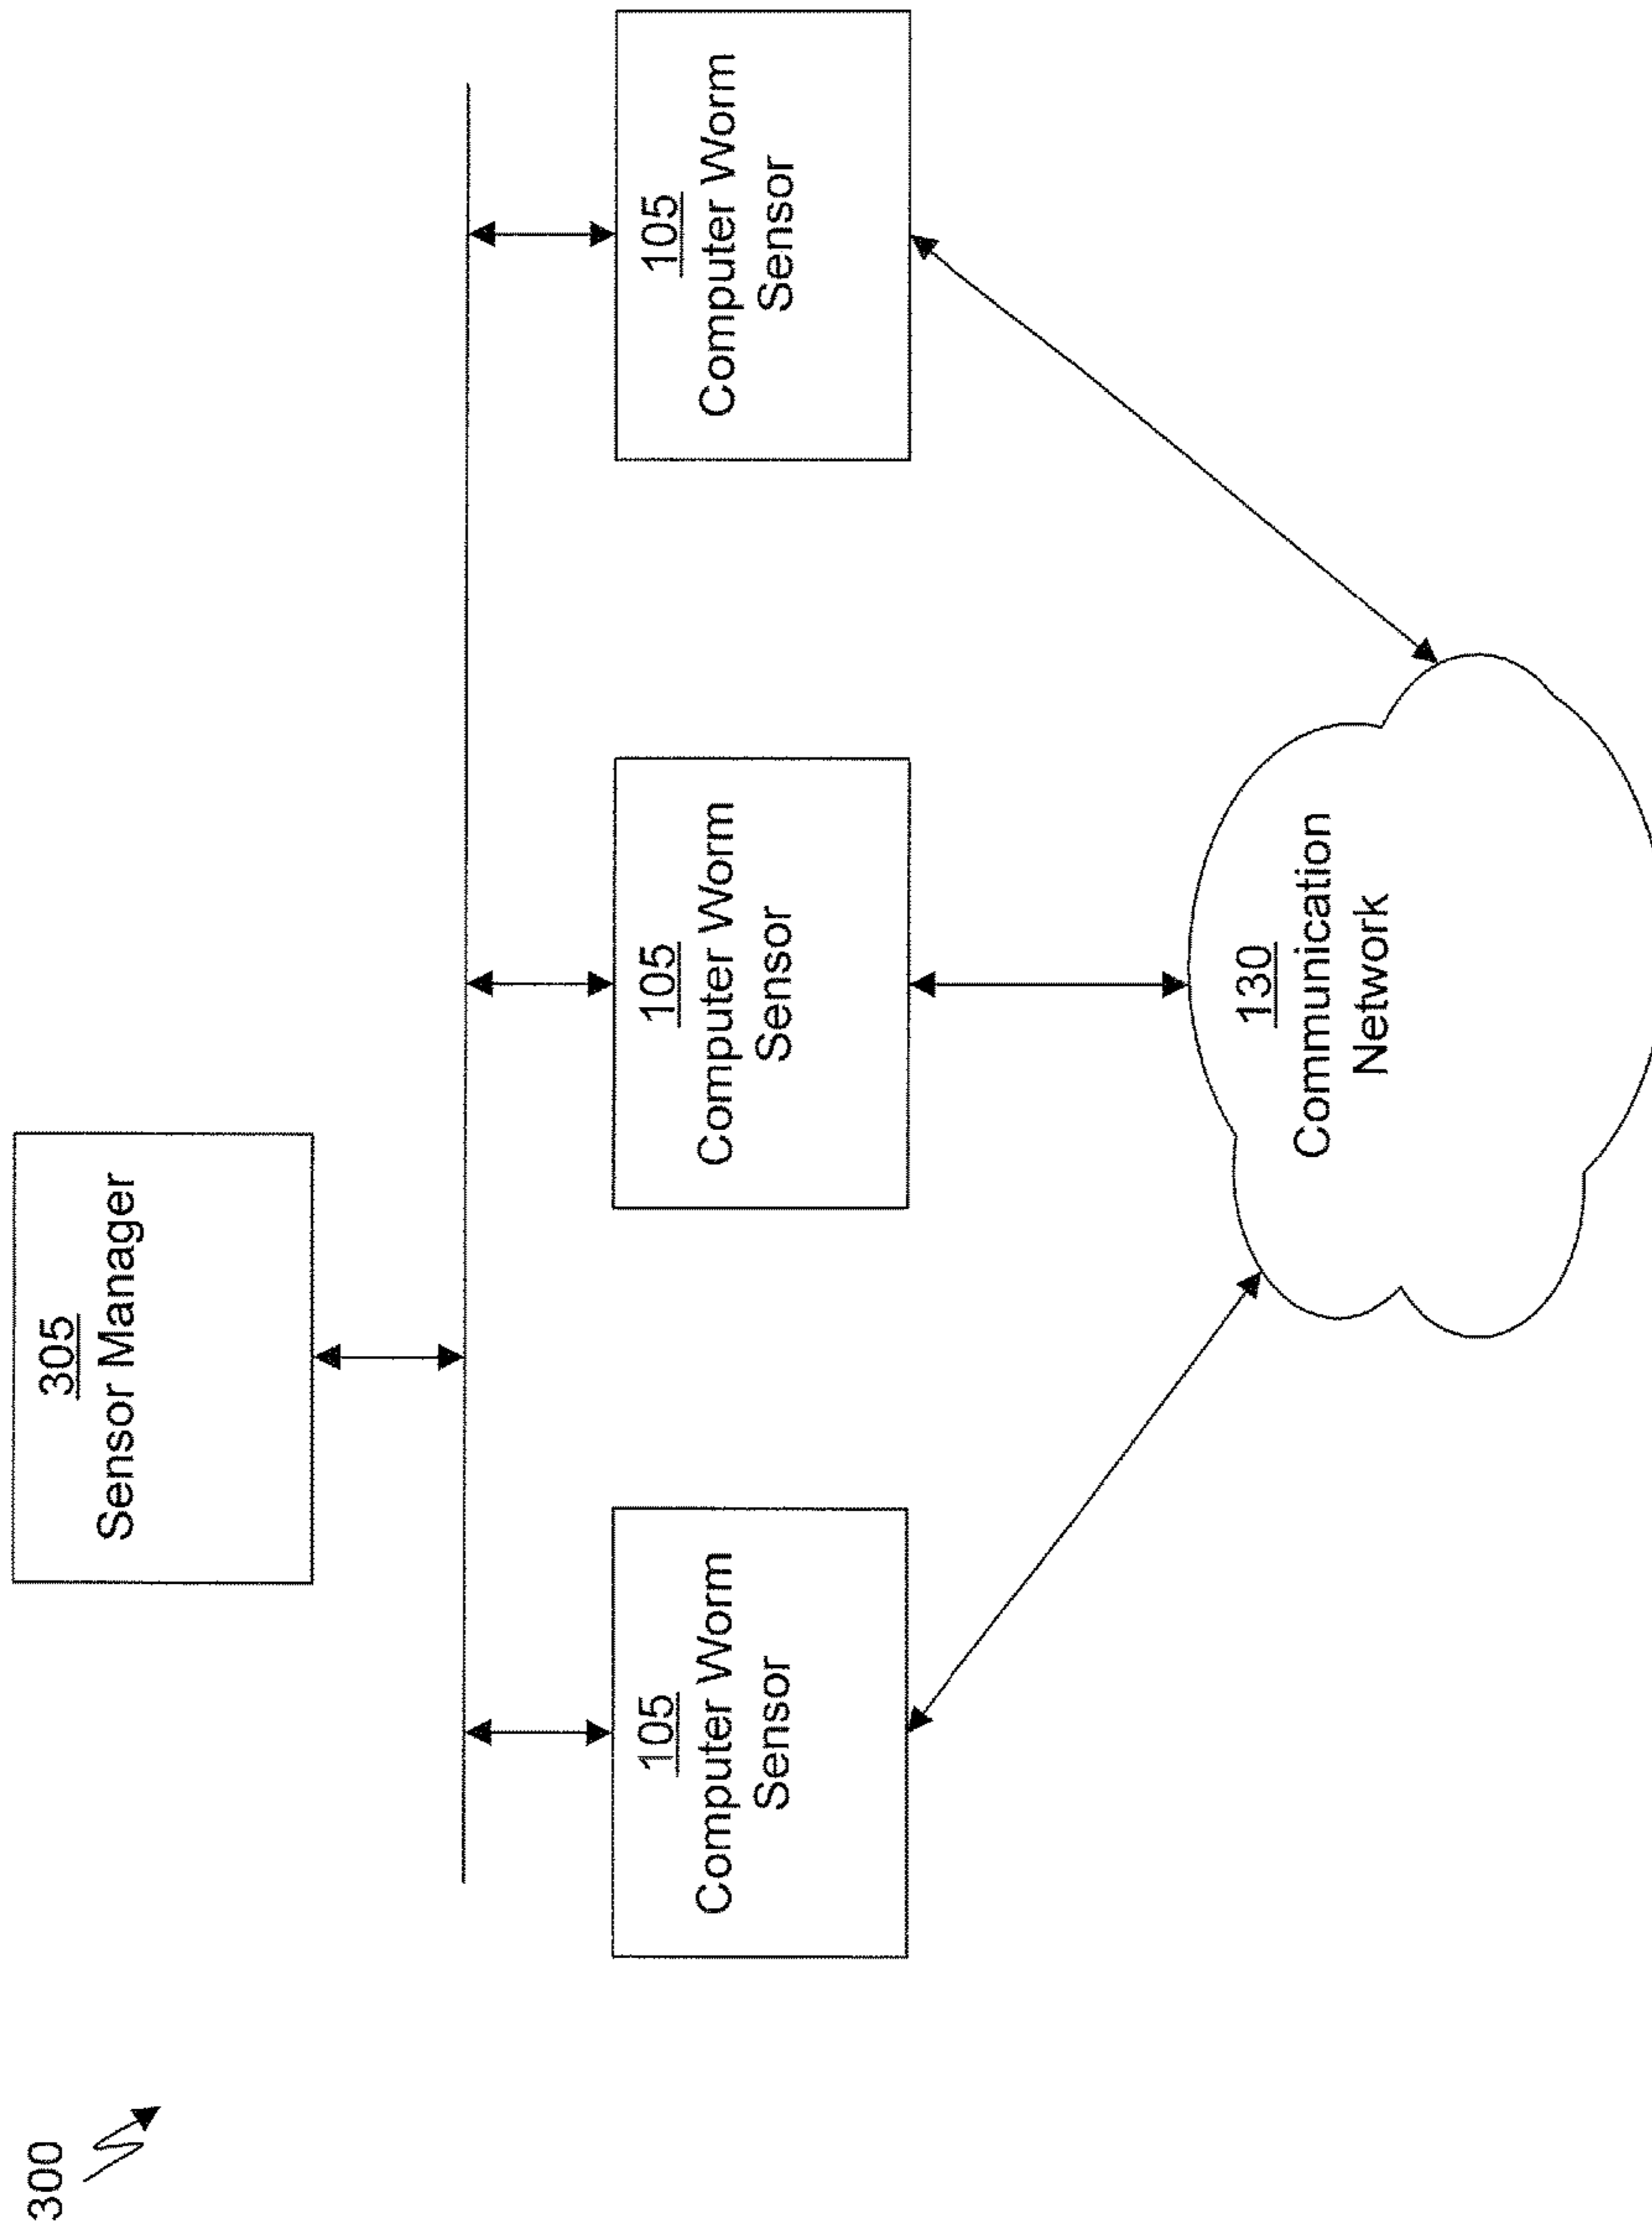 300
305
Sensor Manager
105
Computer Worm
Sensor
105
Computer Worm
Sensor
105
Computer Worm
Sensor
130
Communication
Network